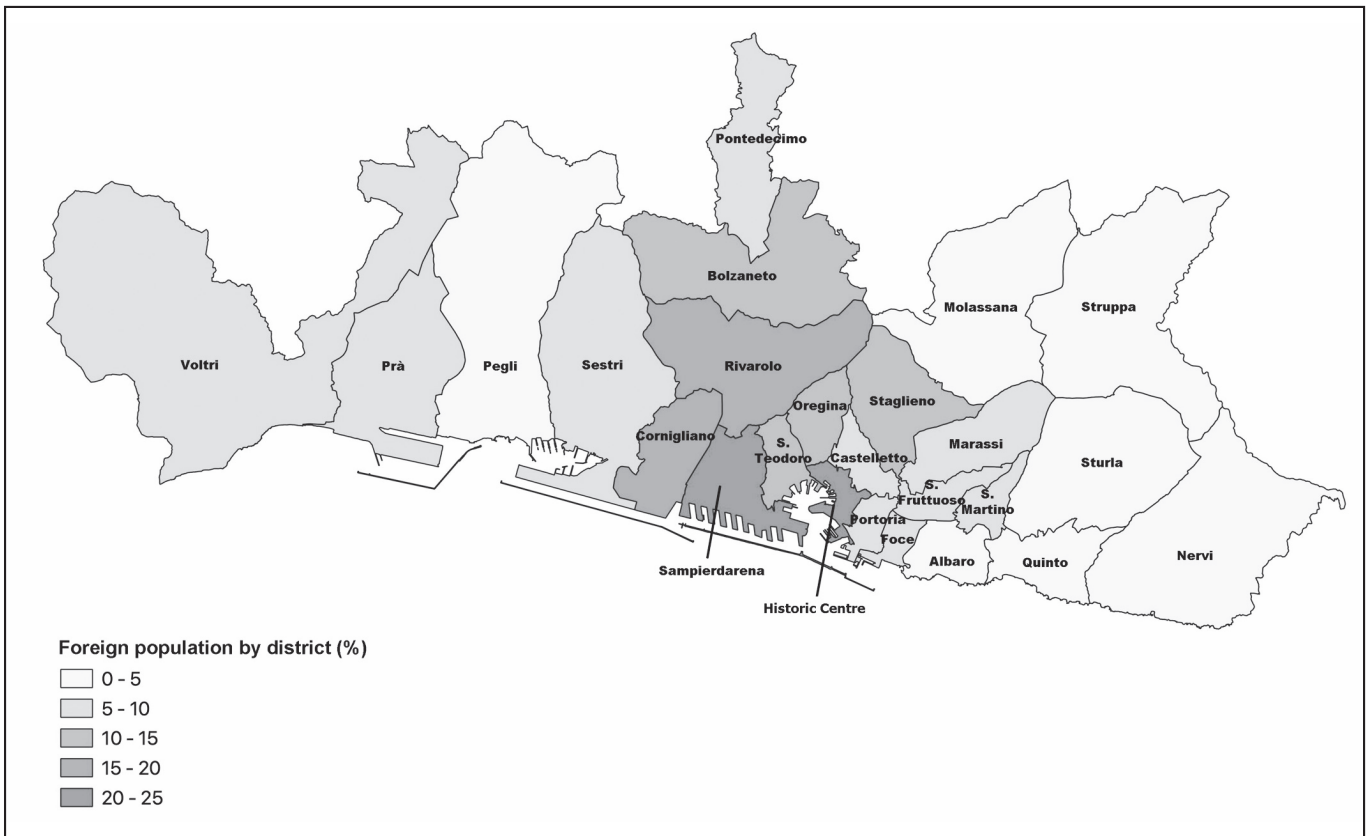 Pontedecimo
Bolzaneto
Molassana
Struppa
Voltri
Prà
Pegli
Sestri
Rivarolo
Oregina
Staglieno
Cornigliano
S.
Teodoro
Castelletto
Marassi
Sturla
S.
Fruttuoso
S.
Martino
Portoria
Foce
Albaro
Quinto
Nervi
Sampierdarena
Historic Centre
Foreign population by district (%)
0 - 5
5 - 10
10 - 15
15 - 20
20 - 25